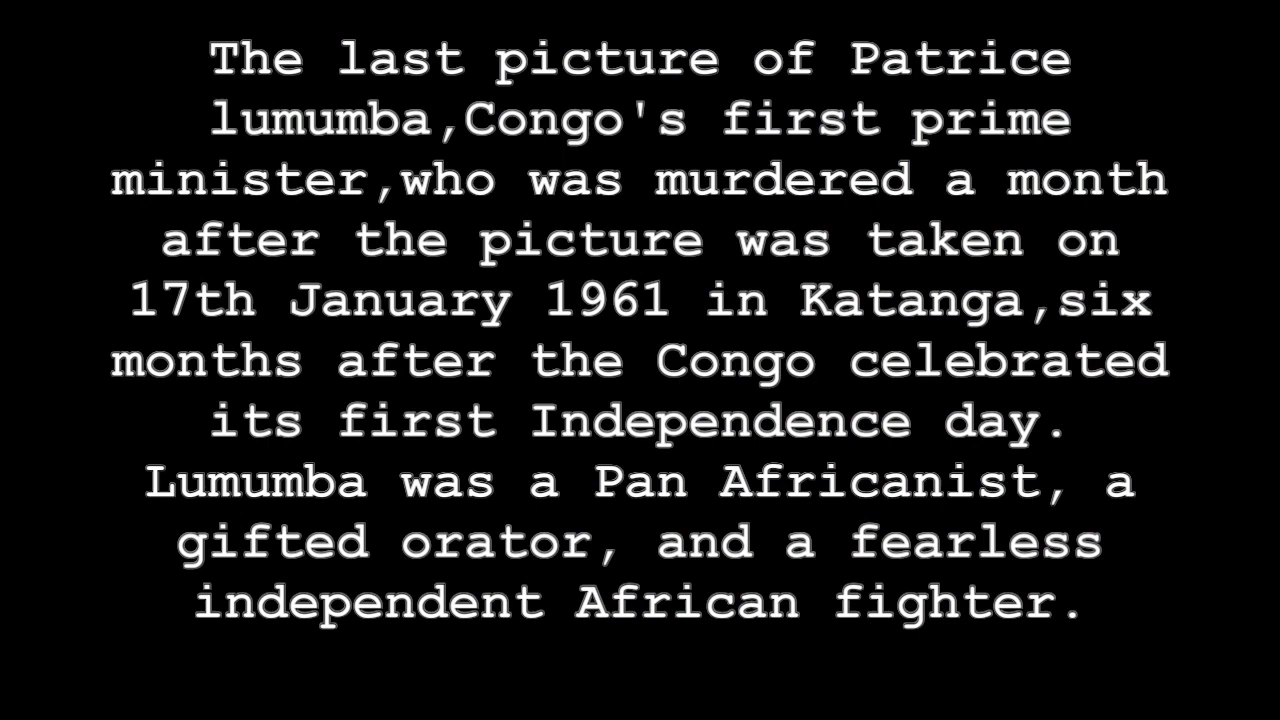 The last picture of Patrice
lumumba,Congo's first prime
minister,who was murdered a month
after the picture was taken on
17th January 1961 in Katanga,six
months after the Congo celebrated
its first Independence day.
Lumumba was a Pan Africanist, a
gifted orator, and a fearless
independent African fighter.